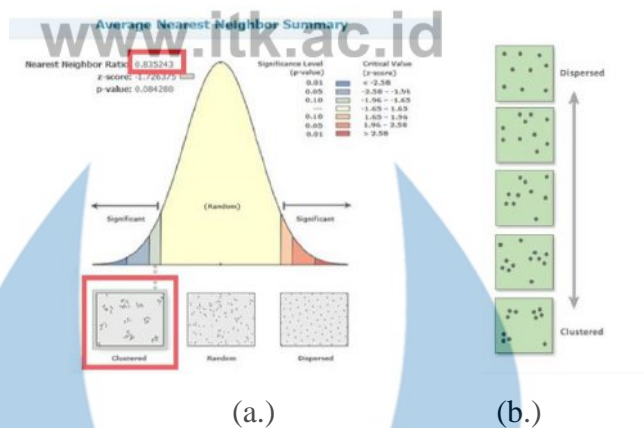 Average Nearest Neighbor Summary
www.itk.ac.id
Nearest Neighbor Ratio: 0.835243
z-score: -1.726375
p-value: 0.084280
Significance Level (p-value)
Critical Value (z-score)
0.01 < -2.58
0.05 -2.58 - -1.96
0.10 -1.96 - -1.65
--- -1.65 - 1.65
0.10 1.65 - 1.96
0.05 1.96 - 2.58
0.01 > 2.58
Significant
(Random)
Significant
Clustered
Random
Dispersed
(a.)
Dispersed
Clustered
(b.)